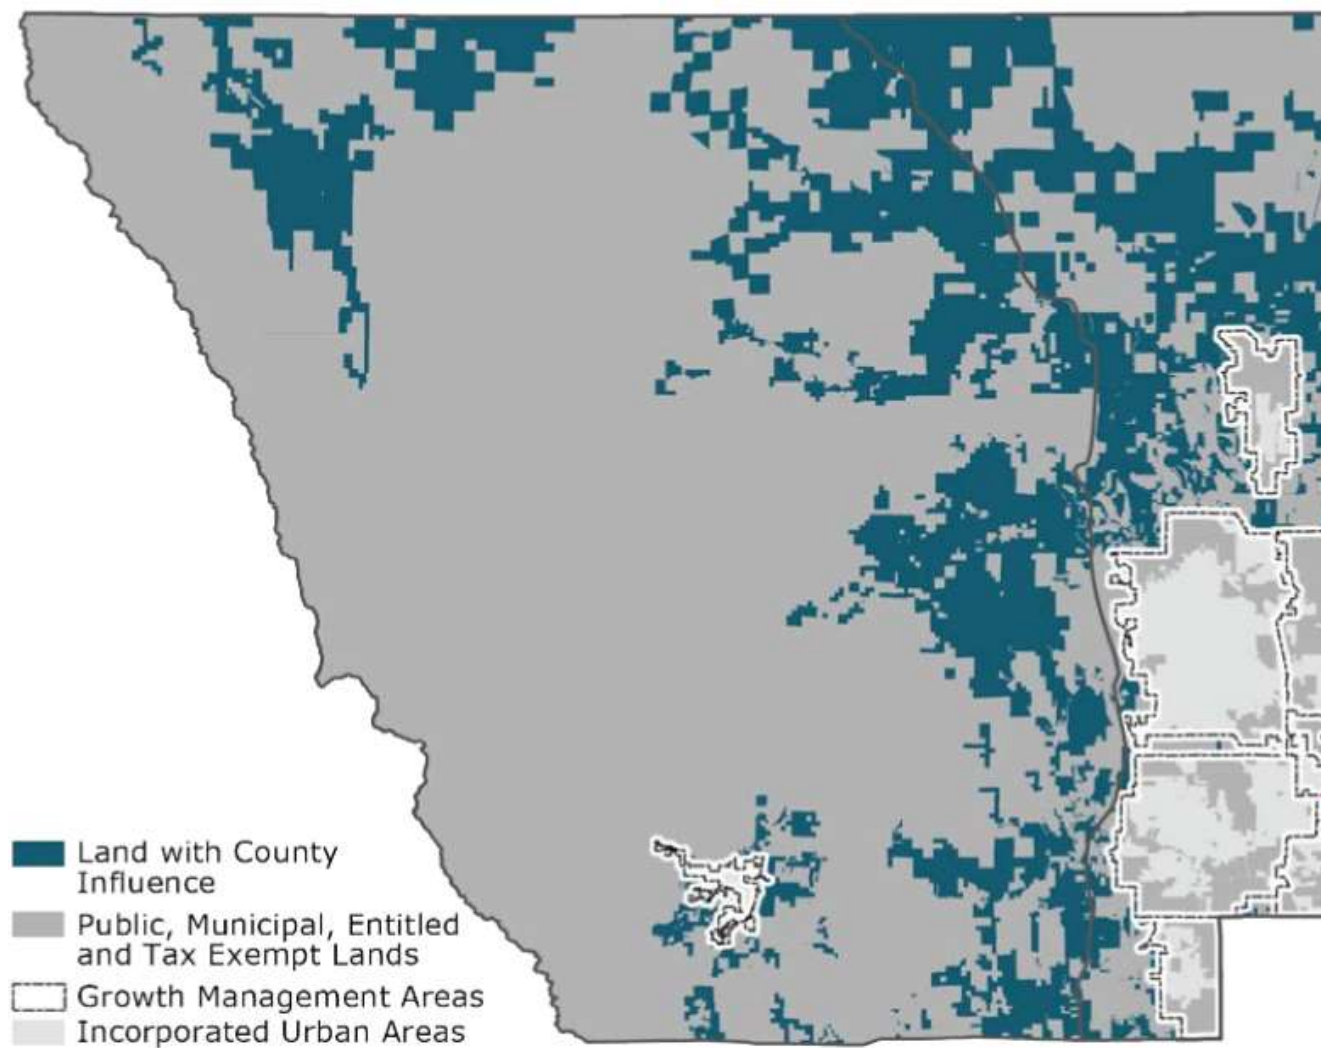 Land with County
Influence
Public, Municipal, Entitled
and Tax Exempt Lands
Growth Management Areas
Incorporated Urban Areas